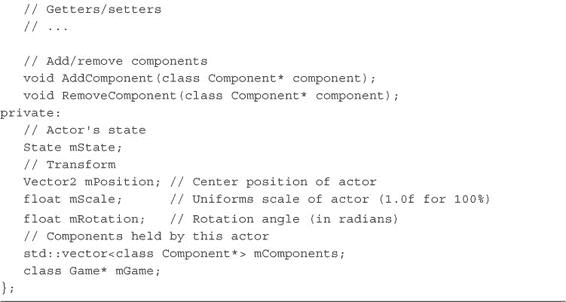 // Getters/setters
// ...
// Add/remove components
void AddComponent(class Component* component);
void RemoveComponent(class Component* component);
private:
// Actor's state
State mState;
// Transform
Vector2 mPosition; // Center position of actor
float mScale; // Uniforms scale of actor (1.0f for 100%)
float mRotation; // Rotation angle (in radians)
// Components held by this actor
std::vector<class Component*> mComponents;
class Game* mGame;
};